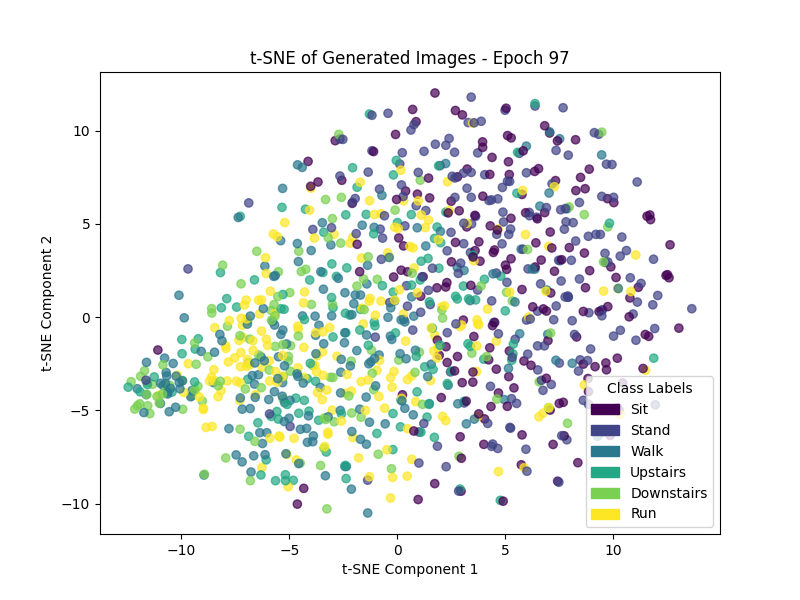 t-SNE of Generated Images - Epoch 97
10
5
0
−5
−10
t-SNE Component 2
Class Labels
Sit
Stand
Walk
Upstairs
Downstairs
Run
−10 −5 0 5 10
t-SNE Component 1